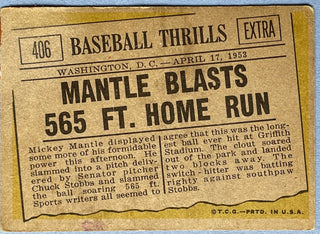 406
BASEBALL THRILLS
EXTRA
WASHINGTON, D.C.—APRIL 17, 1953
MANTLE BLASTS
565 FT. HOME RUN
Mickey Mantle displayed
some more of his formidable
power this afternoon. He
slammed into a pitch deliv-
ered by Senator pitcher
Chuck Stobbs and slammed
the ball soaring 565 ft.
Sports writers all seemed to
agree that this was the long-
est ball ever hit at Griffith
Stadium. The clout soared
out of the park and landed
two blocks away. The
switch-hitter was batting
righty against southpaw
Stobbs.
©T.C.G.—PRTD. IN U.S.A.